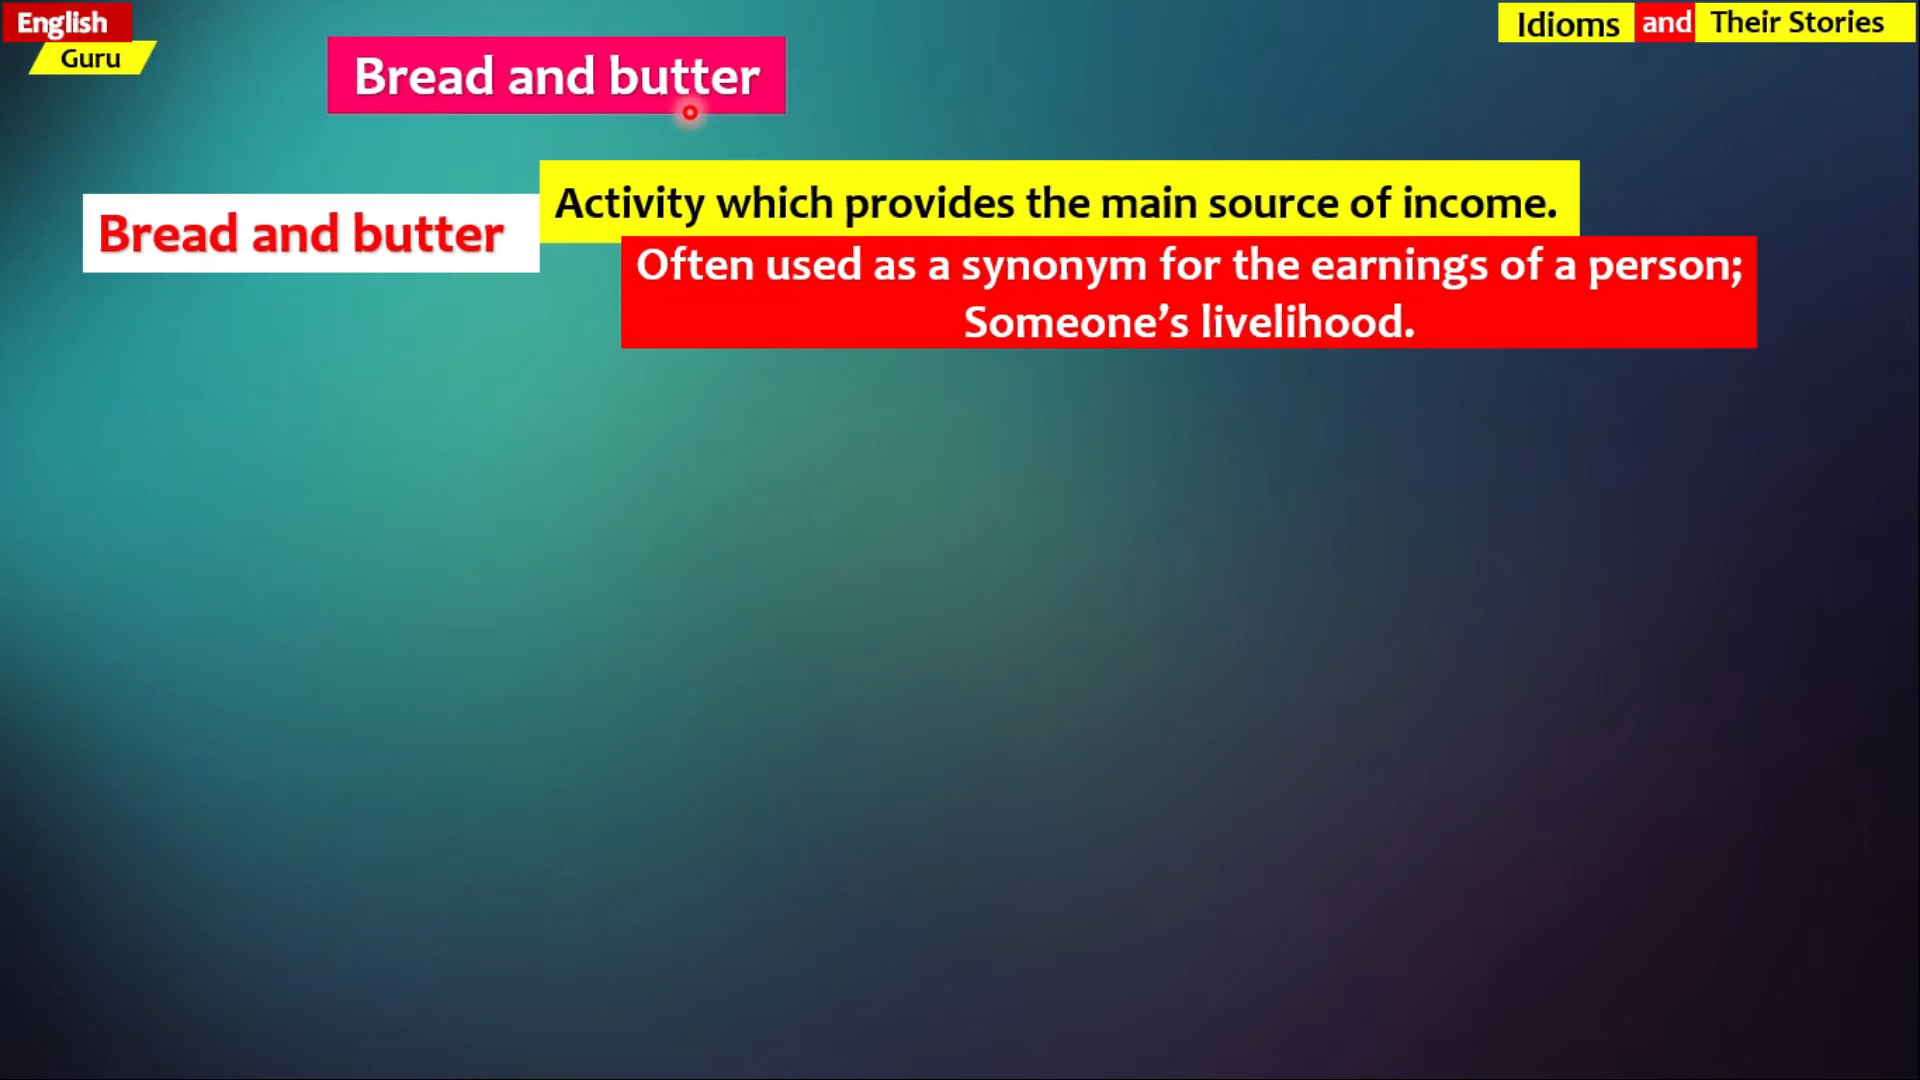 English
Guru
Idioms and Their Stories
Bread and butter
Bread and butter
Activity which provides the main source of income.
Often used as a synonym for the earnings of a person;
Someone’s livelihood.